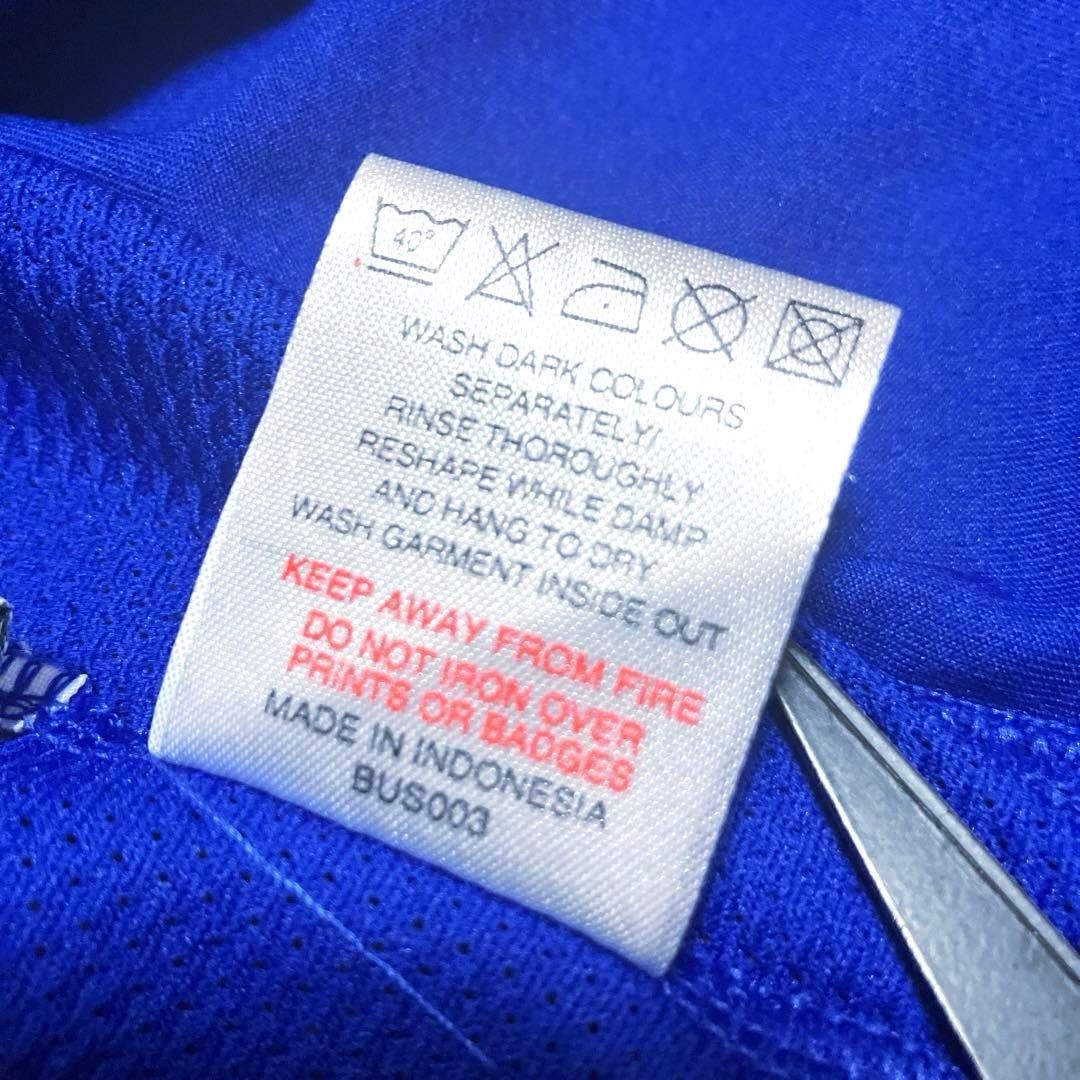 40°
WASH DARK COLOURS
SEPARATELY/
RINSE THOROUGHLY
RESHAPE WHILE DAMP
AND HANG TO DRY
WASH GARMENT INSIDE OUT
KEEP AWAY FROM FIRE
DO NOT IRON OVER
PRINTS OR BADGES
MADE IN INDONESIA
BUS003